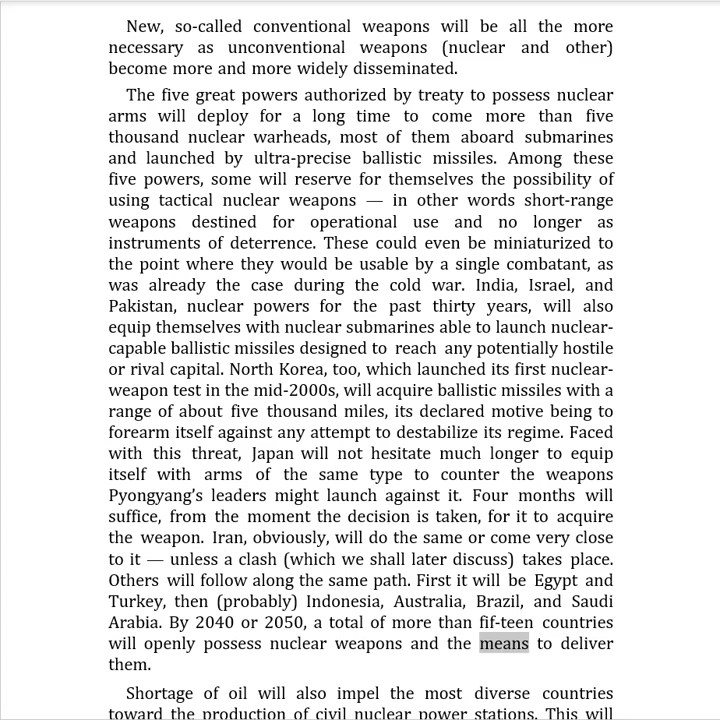 New, so-called conventional weapons will be all the more
necessary as unconventional weapons (nuclear and other)
become more and more widely disseminated.
The five great powers authorized by treaty to possess nuclear
arms will deploy for a long time to come more than five
thousand nuclear warheads, most of them aboard submarines
and launched by ultra-precise ballistic missiles. Among these
five powers, some will reserve for themselves the possibility of
using tactical nuclear weapons — in other words short-range
weapons destined for operational use and no longer as
instruments of deterrence. These could even be miniaturized to
the point where they would be usable by a single combatant, as
was already the case during the cold war. India, Israel, and
Pakistan, nuclear powers for the past thirty years, will also
equip themselves with nuclear submarines able to launch nuclear-
capable ballistic missiles designed to reach any potentially hostile
or rival capital. North Korea, too, which launched its first nuclear-
weapon test in the mid-2000s, will acquire ballistic missiles with a
range of about five thousand miles, its declared motive being to
forearm itself against any attempt to destabilize its regime. Faced
with this threat, Japan will not hesitate much longer to equip
itself with arms of the same type to counter the weapons
Pyongyang’s leaders might launch against it. Four months will
suffice, from the moment the decision is taken, for it to acquire
the weapon. Iran, obviously, will do the same or come very close
to it — unless a clash (which we shall later discuss) takes place.
Others will follow along the same path. First it will be Egypt and
Turkey, then (probably) Indonesia, Australia, Brazil, and Saudi
Arabia. By 2040 or 2050, a total of more than fif-teen countries
will openly possess nuclear weapons and the means to deliver
them.
Shortage of oil will also impel the most diverse countries
toward the production of civil nuclear power stations. This will